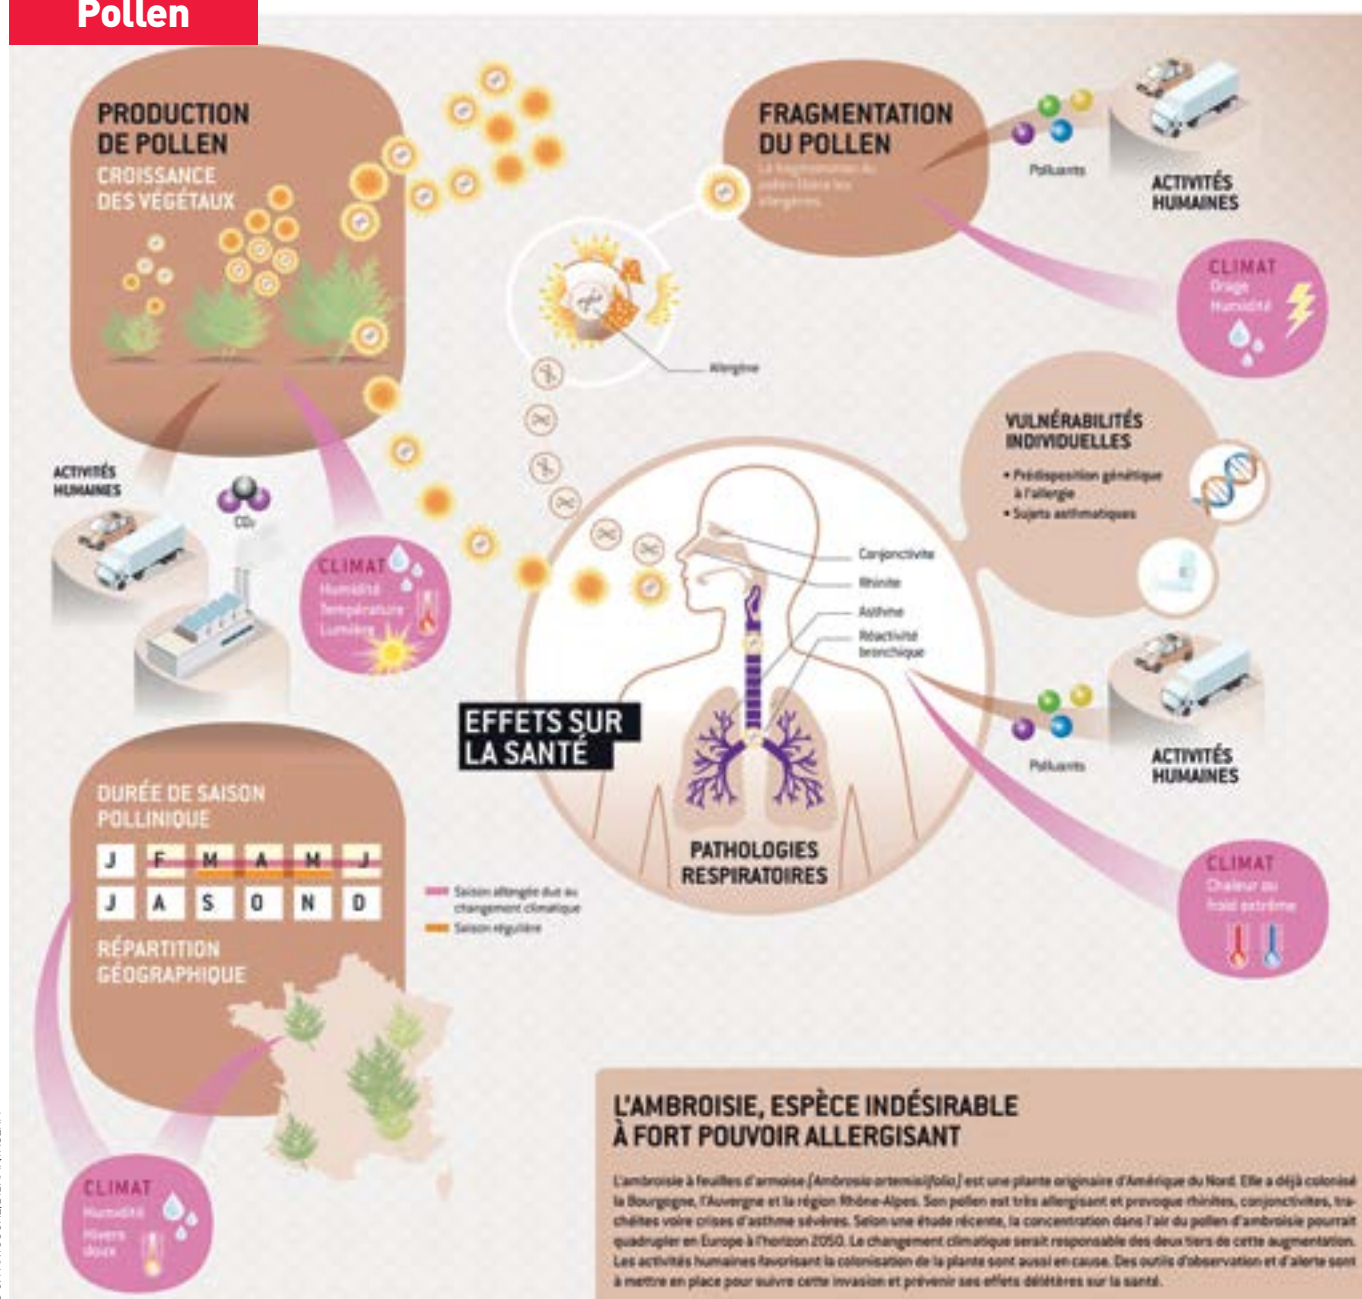 Pollen
PRODUCTION
DE POLLEN
CROISSANCE
DES VÉGÉTAUX
FRAGMENTATION
DU POLLEN
La fragmentation du
pollen libère les
allergènes.
Polluants
ACTIVITÉS
HUMAINES
CLIMAT
Orage
Humidité
Allergène
VULNÉRABILITÉS
INDIVIDUELLES
• Prédisposition génétique
à l'allergie
• Sujets asthmatiques
ACTIVITÉS
HUMAINES
CO₂
CLIMAT
Humidité
Température
Lumière
Conjonctivite
Rhinite
Asthme
Réactivité
bronchique
EFFETS SUR
LA SANTÉ
PATHOLOGIES
RESPIRATOIRES
Polluants
ACTIVITÉS
HUMAINES
CLIMAT
Chaleur ou
froid extrême
DURÉE DE SAISON
POLLINIQUE
J F M A M J
J A S O N D
Saison allongée due au
changement climatique
Saison régulière
RÉPARTITION
GÉOGRAPHIQUE
CLIMAT
Humidité
Hivers
doux
L'AMBROISIE, ESPÈCE INDÉSIRABLE
À FORT POUVOIR ALLERGISANT
L'ambroisie à feuilles d'armoise (Ambrosia artemisiifolia) est une plante originaire d'Amérique du Nord. Elle a déjà colonisé
la Bourgogne, l'Auvergne et la région Rhône-Alpes. Son pollen est très allergisant et provoque rhinites, conjonctivites, tra-
chéites voire crises d'asthme sévères. Selon une étude récente, la concentration dans l'air du pollen d'ambroisie pourrait
quadrupler en Europe à l'horizon 2050. Le changement climatique serait responsable des deux tiers de cette augmentation.
Les activités humaines favorisant la colonisation de la plante sont aussi en cause. Des outils d'observation et d'alerte sont
à mettre en place pour suivre cette invasion et prévenir ses effets délétères sur la santé.